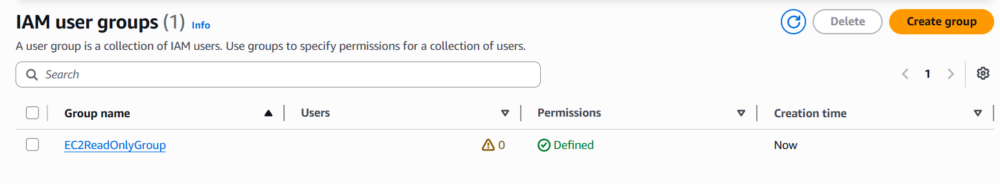 IAM user groups (1) Info
Delete
Create group
A user group is a collection of IAM users. Use groups to specify permissions for a collection of users.
Search
1
Group name Users Permissions Creation time
EC2ReadOnlyGroup 0 Defined Now